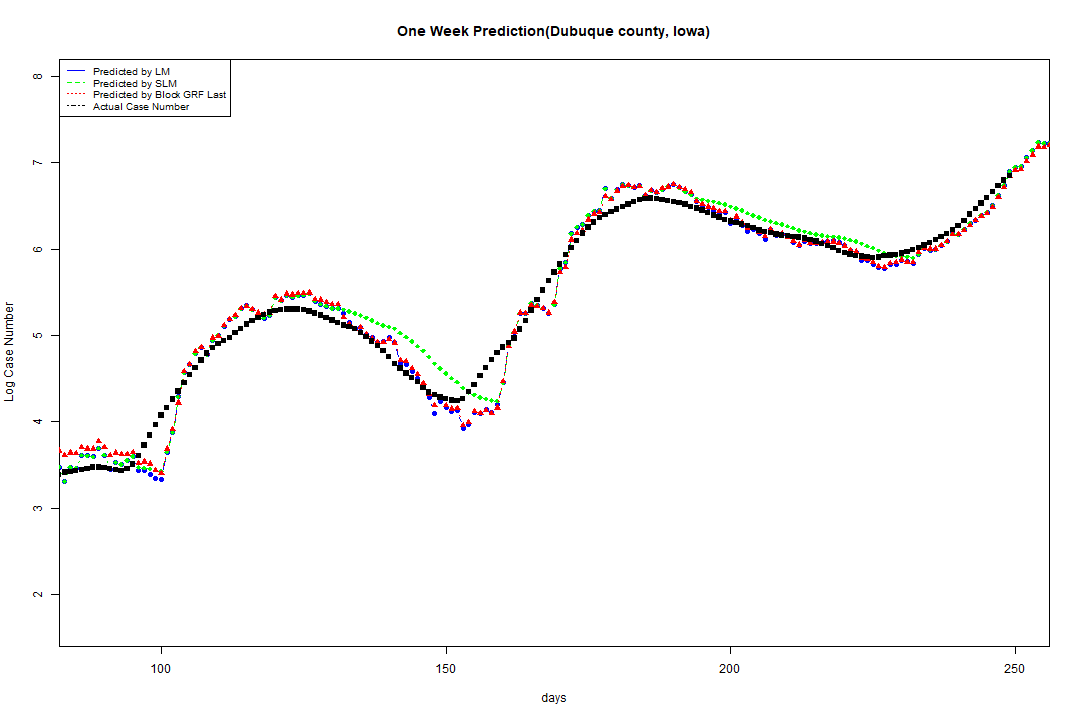 One Week Prediction(Dubuque county, Iowa)
Predicted by LM
Predicted by SLM
Predicted by Block GRF Last
Actual Case Number
8
7
6
5
4
3
2
Log Case Number
100
150
200
250
days